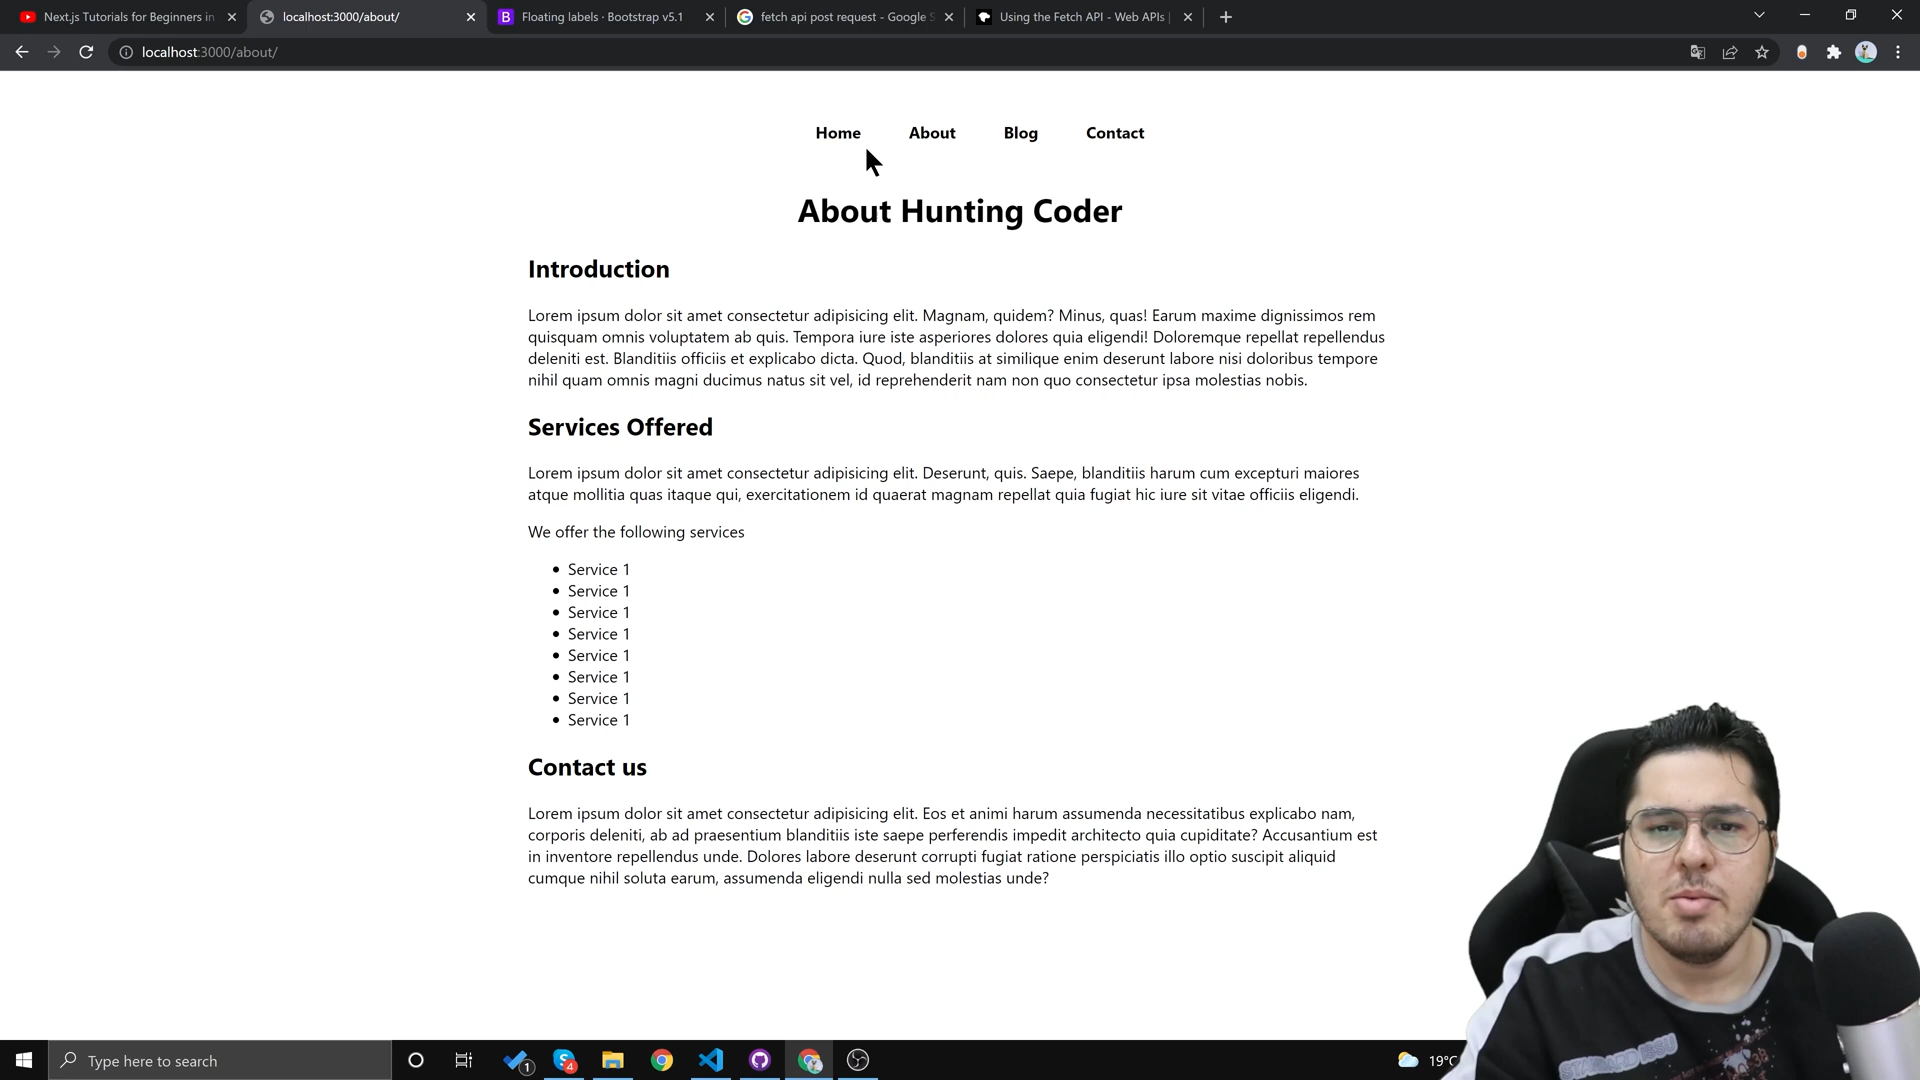 Next.js Tutorials for Beginners in
localhost:3000/about/
Floating labels · Bootstrap v5.1
fetch api post request - Google S
Using the Fetch API - Web APIs |
localhost:3000/about/
Home About Blog Contact
About Hunting Coder
Introduction
Lorem ipsum dolor sit amet consectetur adipisicing elit. Magnam, quidem? Minus, quas! Earum maxime dignissimos rem
quisquam omnis voluptatem ab quis. Tempora iure iste asperiores dolores quia eligendi! Doloremque repellat repellendus
deleniti est. Blanditiis officiis et explicabo dicta. Quod, blanditiis at similique enim deserunt labore nisi doloribus tempore
nihil quam omnis magni ducimus natus sit vel, id reprehenderit nam non quo consectetur ipsa molestias nobis.
Services Offered
Lorem ipsum dolor sit amet consectetur adipisicing elit. Deserunt, quis. Saepe, blanditiis harum cum excepturi maiores
atque mollitia quas itaque qui, exercitationem id quaerat magnam repellat quia fugiat hic iure sit vitae officiis eligendi.
We offer the following services
Service 1
Service 1
Service 1
Service 1
Service 1
Service 1
Service 1
Service 1
Contact us
Lorem ipsum dolor sit amet consectetur adipisicing elit. Eos et animi harum assumenda necessitatibus explicabo nam,
corporis deleniti, ab ad praesentium blanditiis iste saepe perferendis impedit architecto quia cupiditate? Accusantium est
in inventore repellendus unde. Dolores labore deserunt corrupti fugiat ratione perspiciatis illo optio suscipit aliquid
cumque nihil soluta earum, assumenda eligendi nulla sed molestias unde?
Type here to search
1
4
19°C